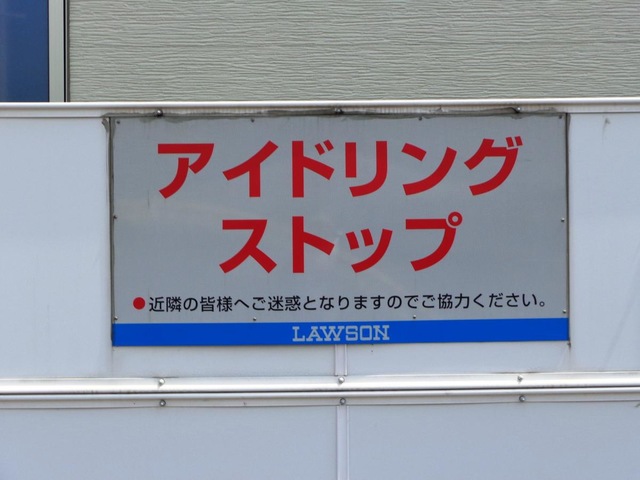 アイドリング
ストップ
●近隣の皆様へご迷惑となりますのでご協力ください。
LAWSON